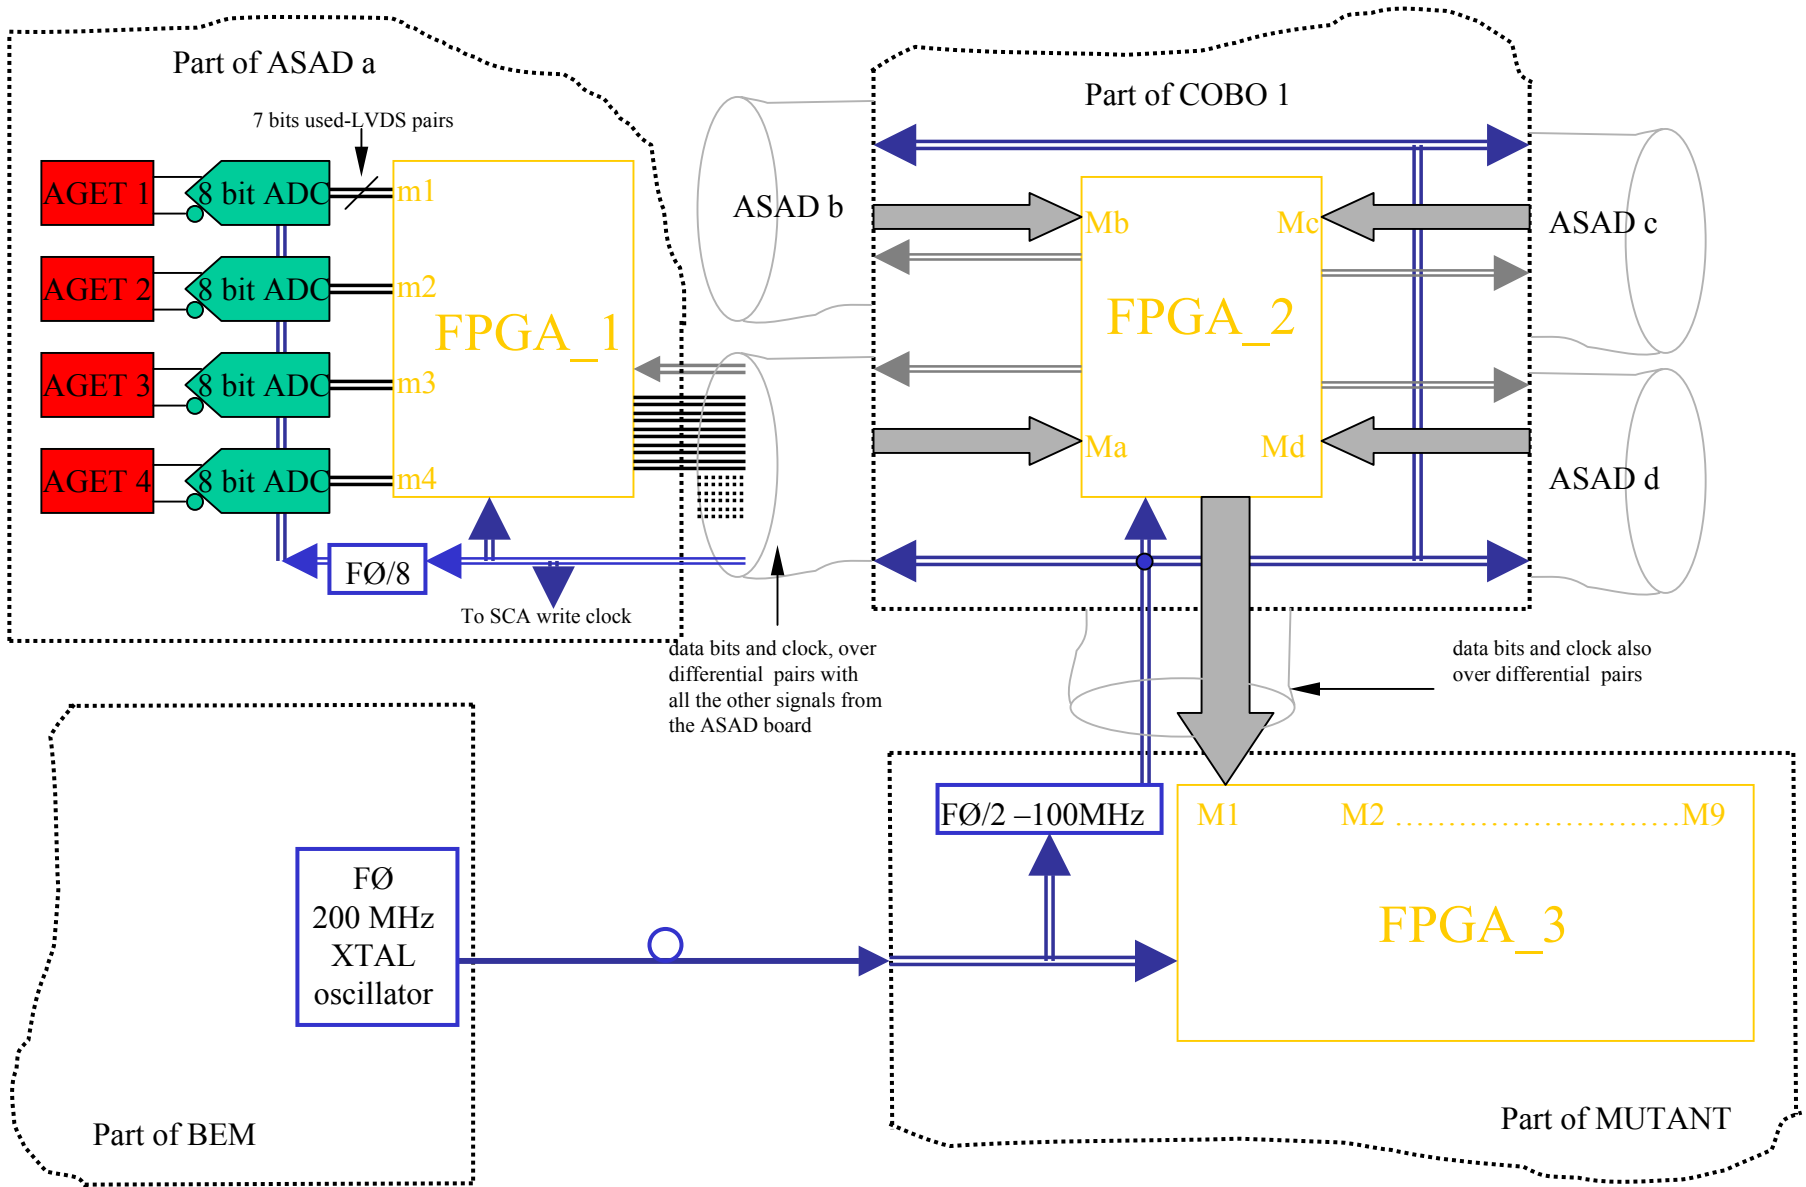 Part of ASAD a
7 bits used-LVDS pairs
AGET 1
8 bit ADC
m1
AGET 2
8 bit ADC
m2
FPGA_1
AGET 3
8 bit ADC
m3
AGET 4
8 bit ADC
m4
FØ/8
To SCA write clock
data bits and clock, over
differential pairs with
all the other signals from
the ASAD board
Part of COBO 1
ASAD b
Mb
Mc
ASAD c
FPGA_2
Ma
Md
ASAD d
data bits and clock also
over differential pairs
FØ
200 MHz
XTAL
oscillator
Part of BEM
FØ/2 –100MHz
M1
M2 ...........................M9
FPGA_3
Part of MUTANT